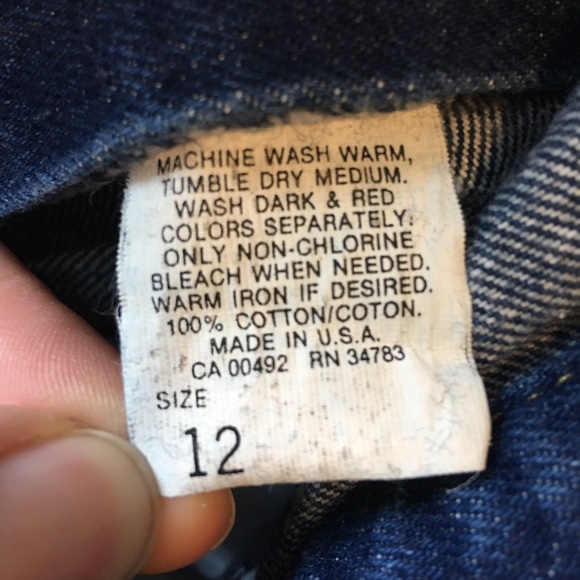 MACHINE WASH WARM,
TUMBLE DRY MEDIUM.
WASH DARK & RED
COLORS SEPARATELY.
ONLY NON-CHLORINE
BLEACH WHEN NEEDED.
WARM IRON IF DESIRED.
100% COTTON/COTON.
MADE IN U.S.A.
CA 00492 RN 34783
SIZE
12